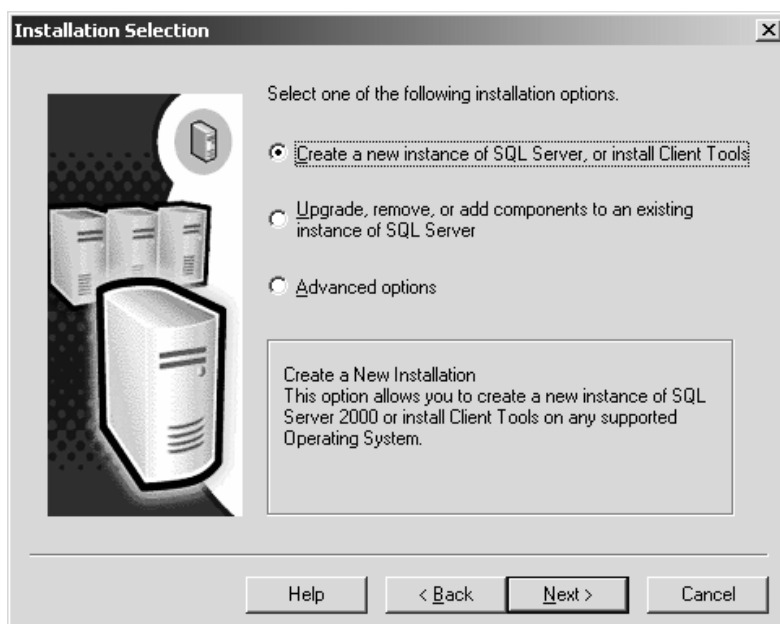 Installation Selection
Select one of the following installation options.
Create a new instance of SQL Server, or install Client Tools
Upgrade, remove, or add components to an existing
instance of SQL Server
Advanced options
Create a New Installation
This option allows you to create a new instance of SQL
Server 2000 or install Client Tools on any supported
Operating System.
Help
< Back
Next >
Cancel